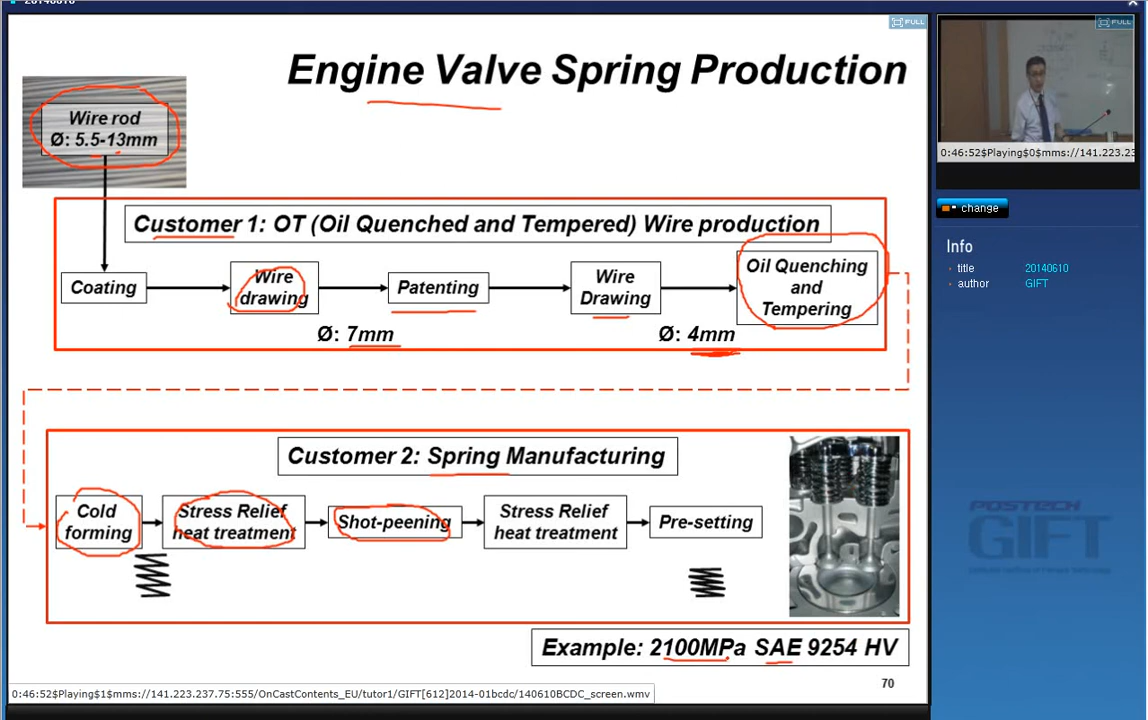 20140610
FULL
Engine Valve Spring Production
Wire rod
Ø: 5.5-13mm
Customer 1: OT (Oil Quenched and Tempered) Wire production
Coating
Wire
drawing
Patenting
Wire
Drawing
Oil Quenching
and
Tempering
Ø: 7mm
Ø: 4mm
Customer 2: Spring Manufacturing
Cold
forming
Stress Relief
heat treatment
Shot-peening
Stress Relief
heat treatment
Pre-setting
Example: 2100MPa SAE 9254 HV
70
0:46:52$Playing$1$mms://141.223.237.75:555/OnCastContents_EU/tutor1/GIFT[612]2014-01bcdc/140610BCDC_screen.wmv
FULL
0:46:52$Playing$0$mms://141.223.23
change
Info
title 20140610
author GIFT
POSTECH
GIFT